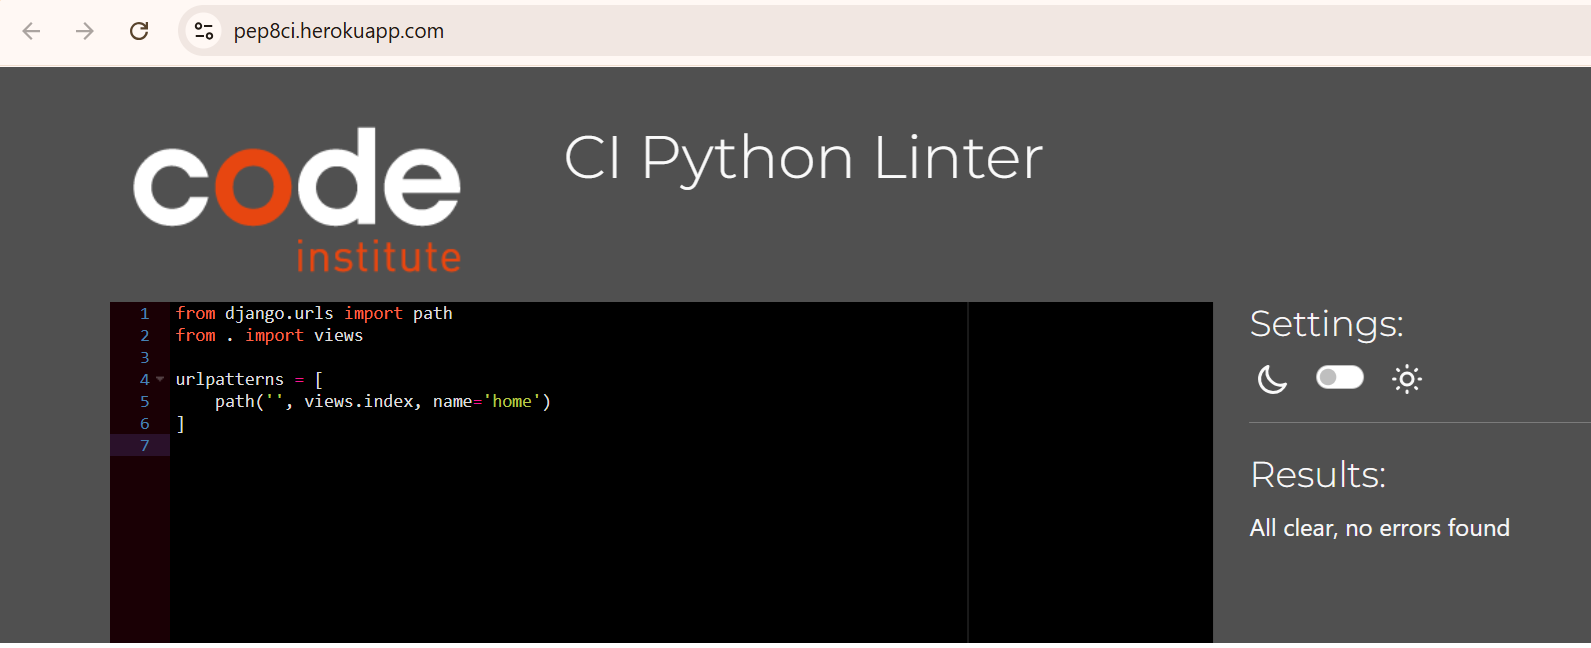 pep8ci.herokuapp.com
code
institute
CI Python Linter
1 from django.urls import path
2 from . import views
3
4 urlpatterns = [
5     path('', views.index, name='home')
6 ]
7
Settings:
Results:
All clear, no errors found